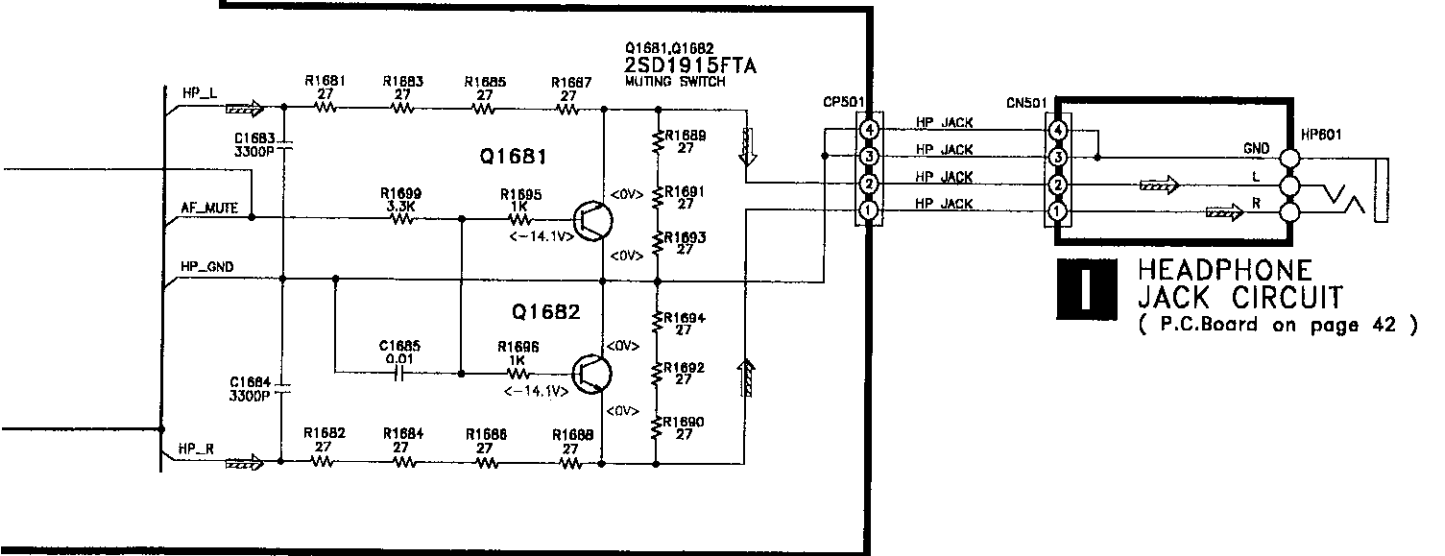 Q1681,Q1682
2SD1915FTA
MUTING SWITCH
HP_L
R1681
27
R1683
27
R1685
27
R1687
27
C1683
3300P
Q1681
R1689
27
AF_MUTE
R1699
3.3K
R1695
1K
<-14.1V>
<0V>
R1691
27
<0V>
R1693
27
HP_GND
Q1682
R1694
27
C1685
0.01
R1696
1K
<-14.1V>
<0V>
R1692
27
C1684
3300P
<0V>
R1690
27
HP_R
R1682
27
R1684
27
R1686
27
R1688
27
CP501
CN501
4
HP JACK
4
3
HP JACK
3
2
HP JACK
2
1
HP JACK
1
GND
L
R
HP601
I
HEADPHONE
JACK CIRCUIT
( P.C.Board on page 42 )